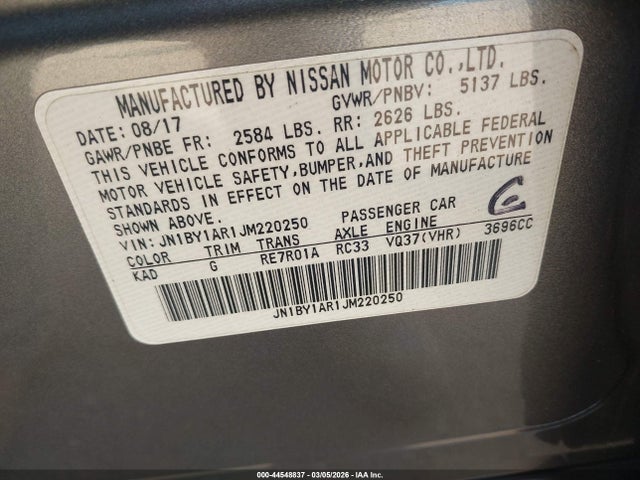 MANUFACTURED BY NISSAN MOTOR CO.,LTD.
DATE: 08/17 GVWR/PNBV: 5137 LBS.
GAWR/PNBE FR: 2584 LBS. RR: 2626 LBS.
THIS VEHICLE CONFORMS TO ALL APPLICABLE FEDERAL
MOTOR VEHICLE SAFETY,BUMPER,AND THEFT PREVENTION
STANDARDS IN EFFECT ON THE DATE OF MANUFACTURE
SHOWN ABOVE.
VIN: JN1BY1AR1JM220250 PASSENGER CAR
COLOR TRIM TRANS AXLE ENGINE
KAD G RE7R01A RC33 VQ37(VHR) 3696CC
JN1BY1AR1JM220250
000-44548837 - 03/05/2026 - IAA Inc.